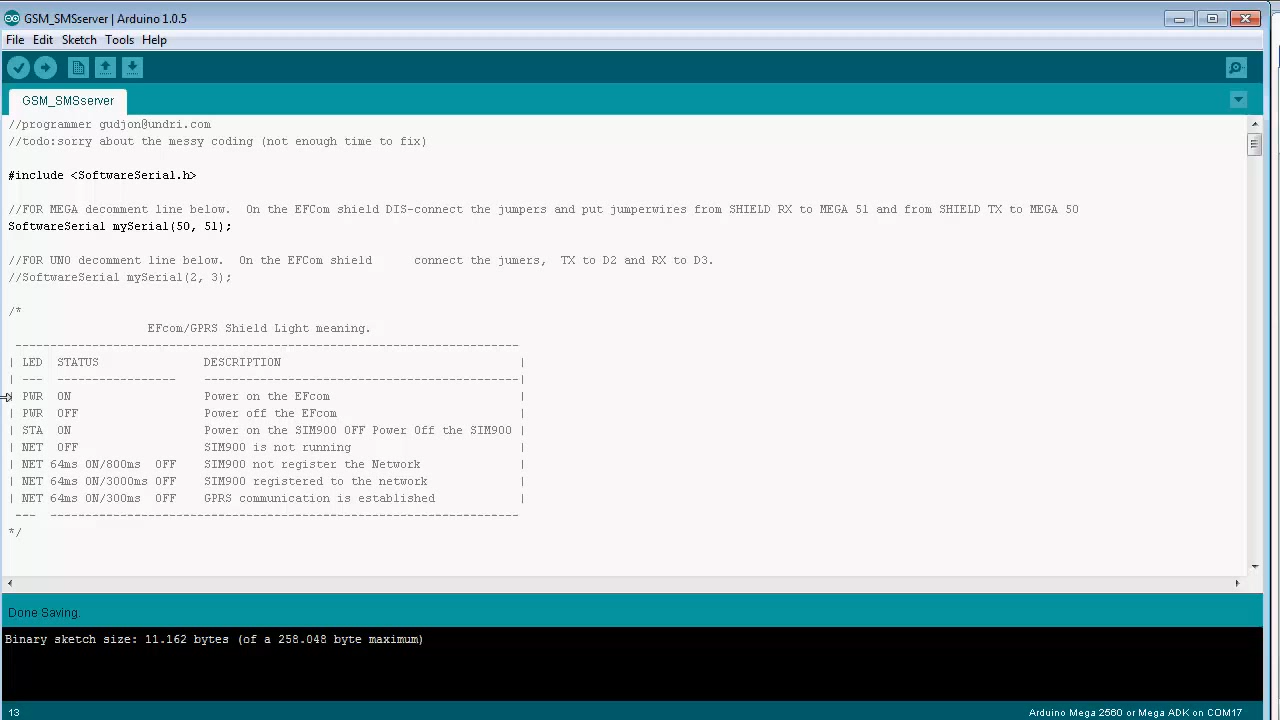 GSM_SMSserver | Arduino 1.0.5
File Edit Sketch Tools Help
GSM_SMSserver
//programmer gudjon@undri.com
//todo:sorry about the messy coding (not enough time to fix)
#include <SoftwareSerial.h>
//FOR MEGA decomment line below.  On the EFCom shield DIS-connect the jumpers and put jumperwires from SHIELD RX to MEGA 51 and from SHIELD TX to MEGA 50
SoftwareSerial mySerial(50, 51);
//FOR UNO decomment line below.  On the EFCom shield      connect the jumers,  TX to D2 and RX to D3.
//SoftwareSerial mySerial(2, 3);
/*
                    EFcom/GPRS Shield Light meaning.
 ------------------------------------------------------------------------
| LED  STATUS               DESCRIPTION                                  |
| ---  -----------------    ---------------------------------------------|
| PWR  ON                   Power on the EFcom                           |
| PWR  OFF                  Power off the EFcom                          |
| STA  ON                   Power on the SIM900 OFF Power Off the SIM900 |
| NET  OFF                  SIM900 is not running                        |
| NET 64ms ON/800ms  OFF    SIM900 not register the Network              |
| NET 64ms ON/3000ms OFF    SIM900 registered to the network             |
| NET 64ms ON/300ms  OFF    GPRS communication is established            |
 ---  -------------------------------------------------------------------
*/
Done Saving.
Binary sketch size: 11.162 bytes (of a 258.048 byte maximum)
13 Arduino Mega 2560 or Mega ADK on COM17